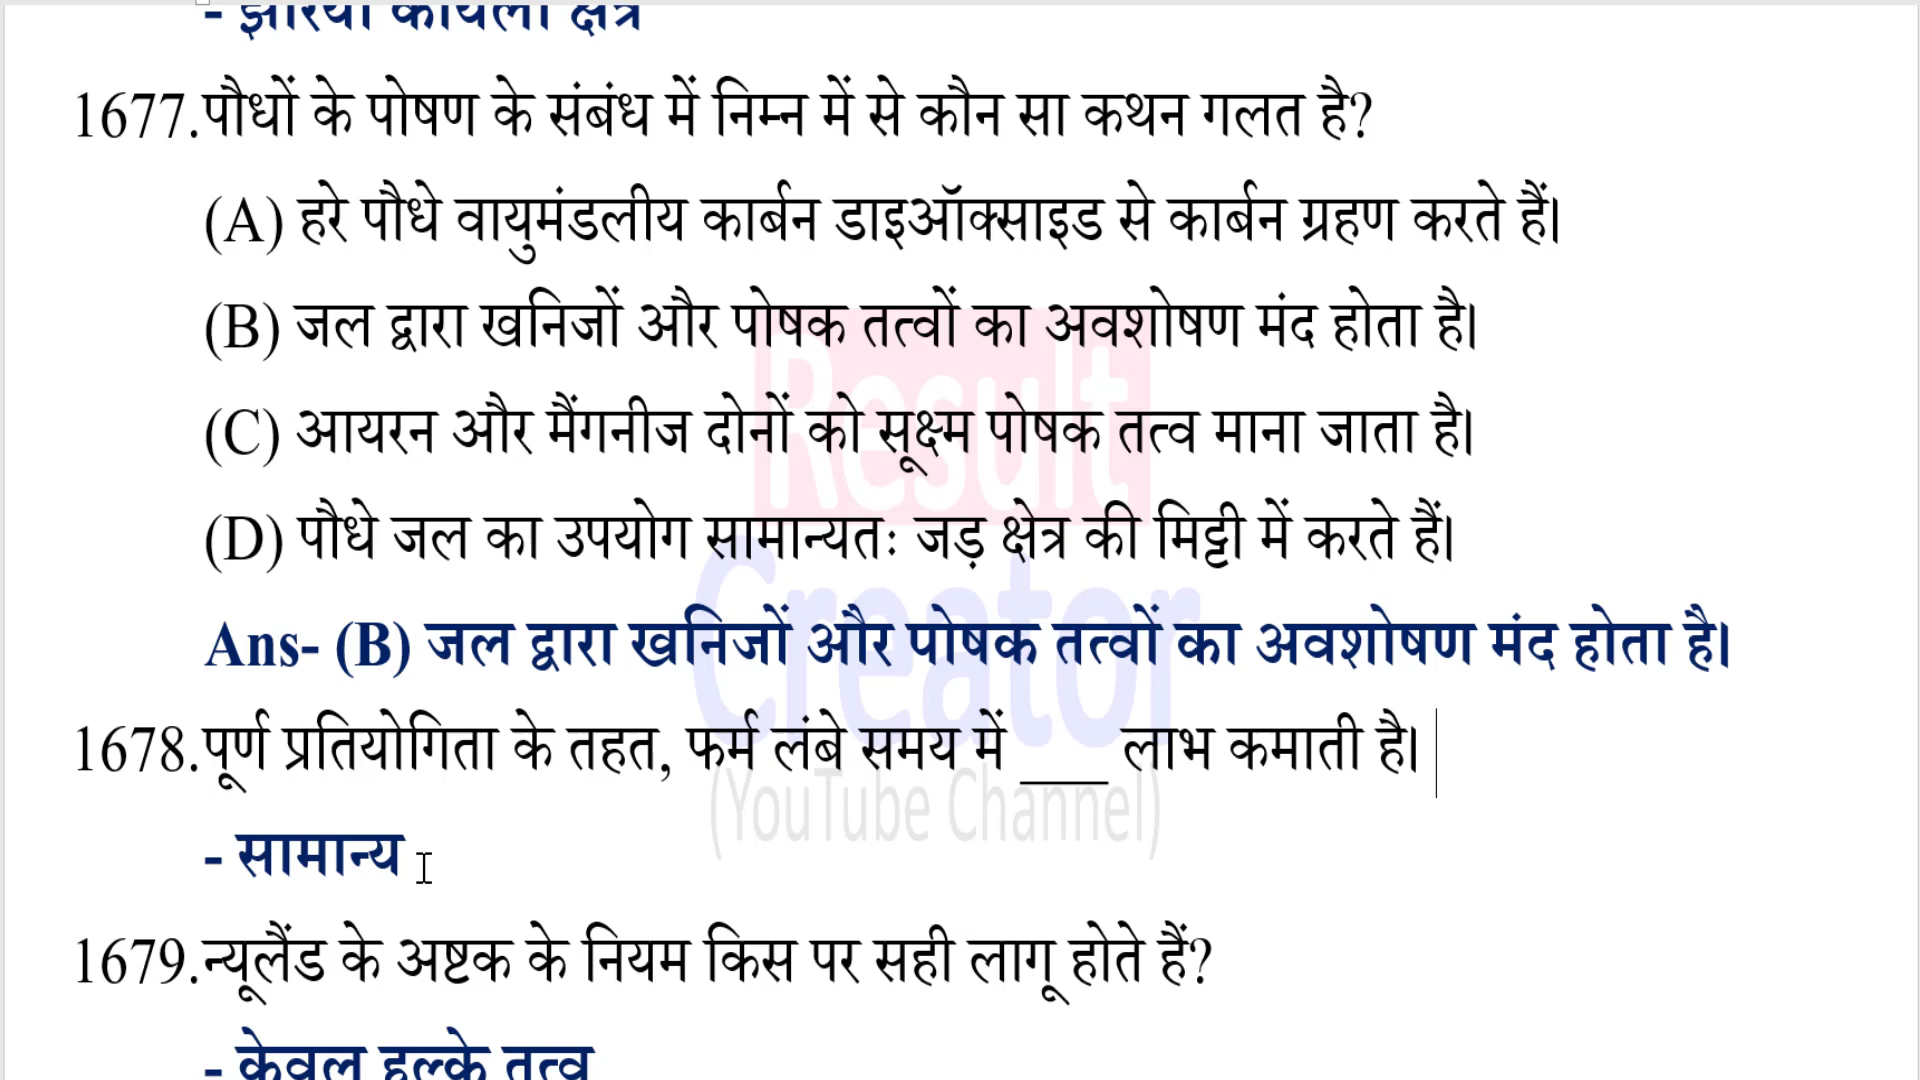 - झरिया कोयला क्षेत्र
1677.पौधों के पोषण के संबंध में निम्न में से कौन सा कथन गलत है?
(A) हरे पौधे वायुमंडलीय कार्बन डाइऑक्साइड से कार्बन ग्रहण करते हैं।
(B) जल द्वारा खनिजों और पोषक तत्वों का अवशोषण मंद होता है।
(C) आयरन और मैंगनीज दोनों को सूक्ष्म पोषक तत्व माना जाता है।
(D) पौधे जल का उपयोग सामान्यतः जड़ क्षेत्र की मिट्टी में करते हैं।
Ans- (B) जल द्वारा खनिजों और पोषक तत्वों का अवशोषण मंद होता है।
1678.पूर्ण प्रतियोगिता के तहत, फर्म लंबे समय में ___ लाभ कमाती है।
- सामान्य
1679.न्यूलैंड के अष्टक के नियम किस पर सही लागू होते हैं?
- केवल हल्के तत्व
Result
Creator
(YouTube Channel)